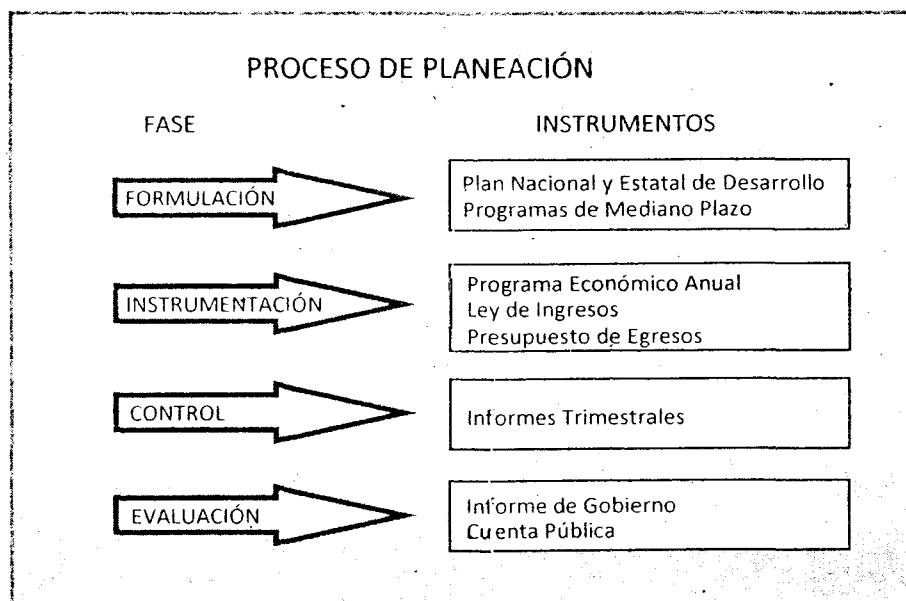 PROCESO DE PLANEACIÓN
FASE
INSTRUMENTOS
FORMULACIÓN
Plan Nacional y Estatal de Desarrollo
Programas de Mediano Plazo
INSTRUMENTACIÓN
Programa Económico Anual
Ley de Ingresos
Presupuesto de Egresos
CONTROL
Informes Trimestrales
EVALUACIÓN
Informe de Gobierno
Cuenta Pública